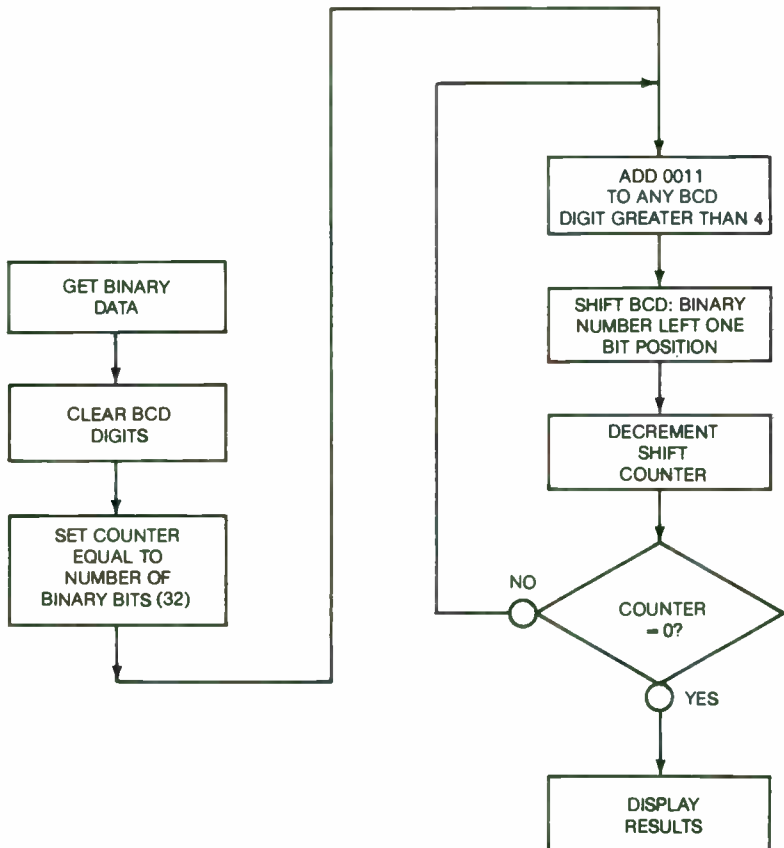 GET BINARY
DATA
CLEAR BCD
DIGITS
SET COUNTER
EQUAL TO
NUMBER OF
BINARY BITS (32)
ADD 0011
TO ANY BCD
DIGIT GREATER THAN 4
SHIFT BCD: BINARY
NUMBER LEFT ONE
BIT POSITION
DECREMENT
SHIFT
COUNTER
COUNTER
= 0?
NO
YES
DISPLAY
RESULTS